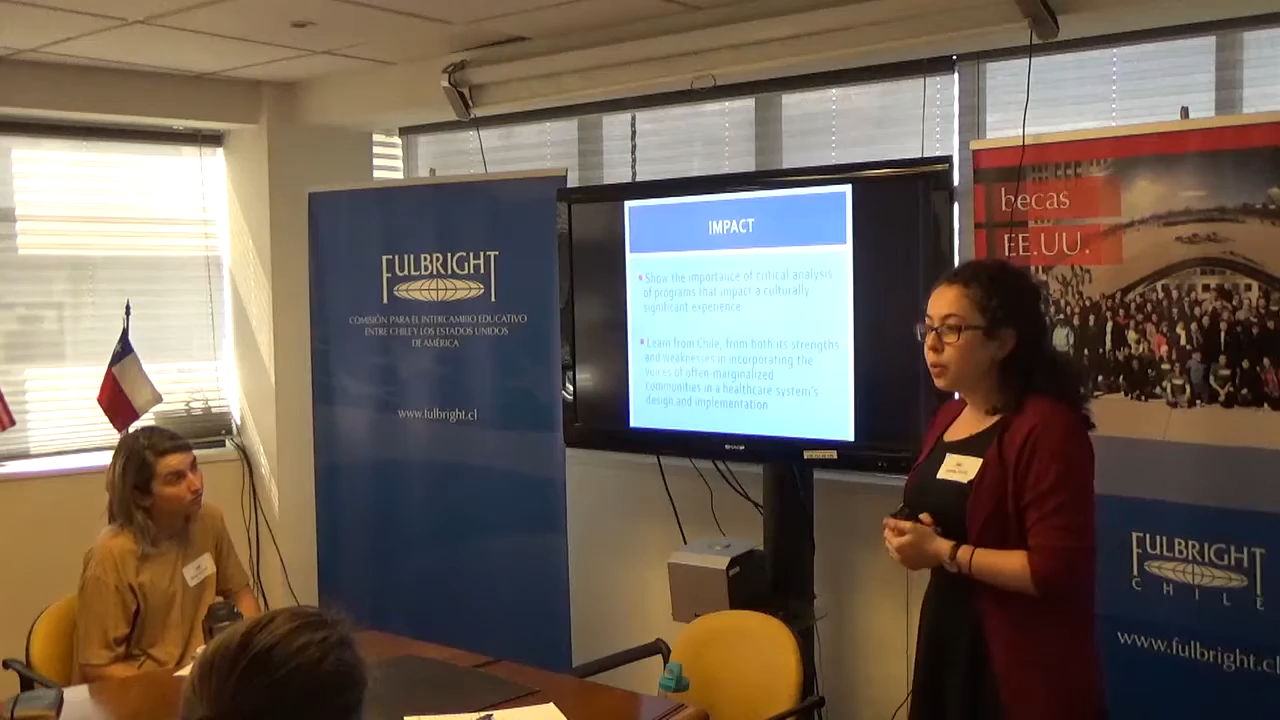 FULBRIGHT
COMISIÓN PARA EL INTERCAMBIO EDUCATIVO
ENTRE CHILE Y LOS ESTADOS UNIDOS
DE AMÉRICA
www.fulbright.cl
IMPACT
Show the importance of critical analysis
of programs that impact a culturally
significant experience
Learn from Chile, from both its strengths
and weaknesses in incorporating the
voices of often-marginalized
communities in a healthcare system's
design and implementation
SHARP
becas
EE.UU.
FULBRIGHT
CHILE
www.fulbright.cl